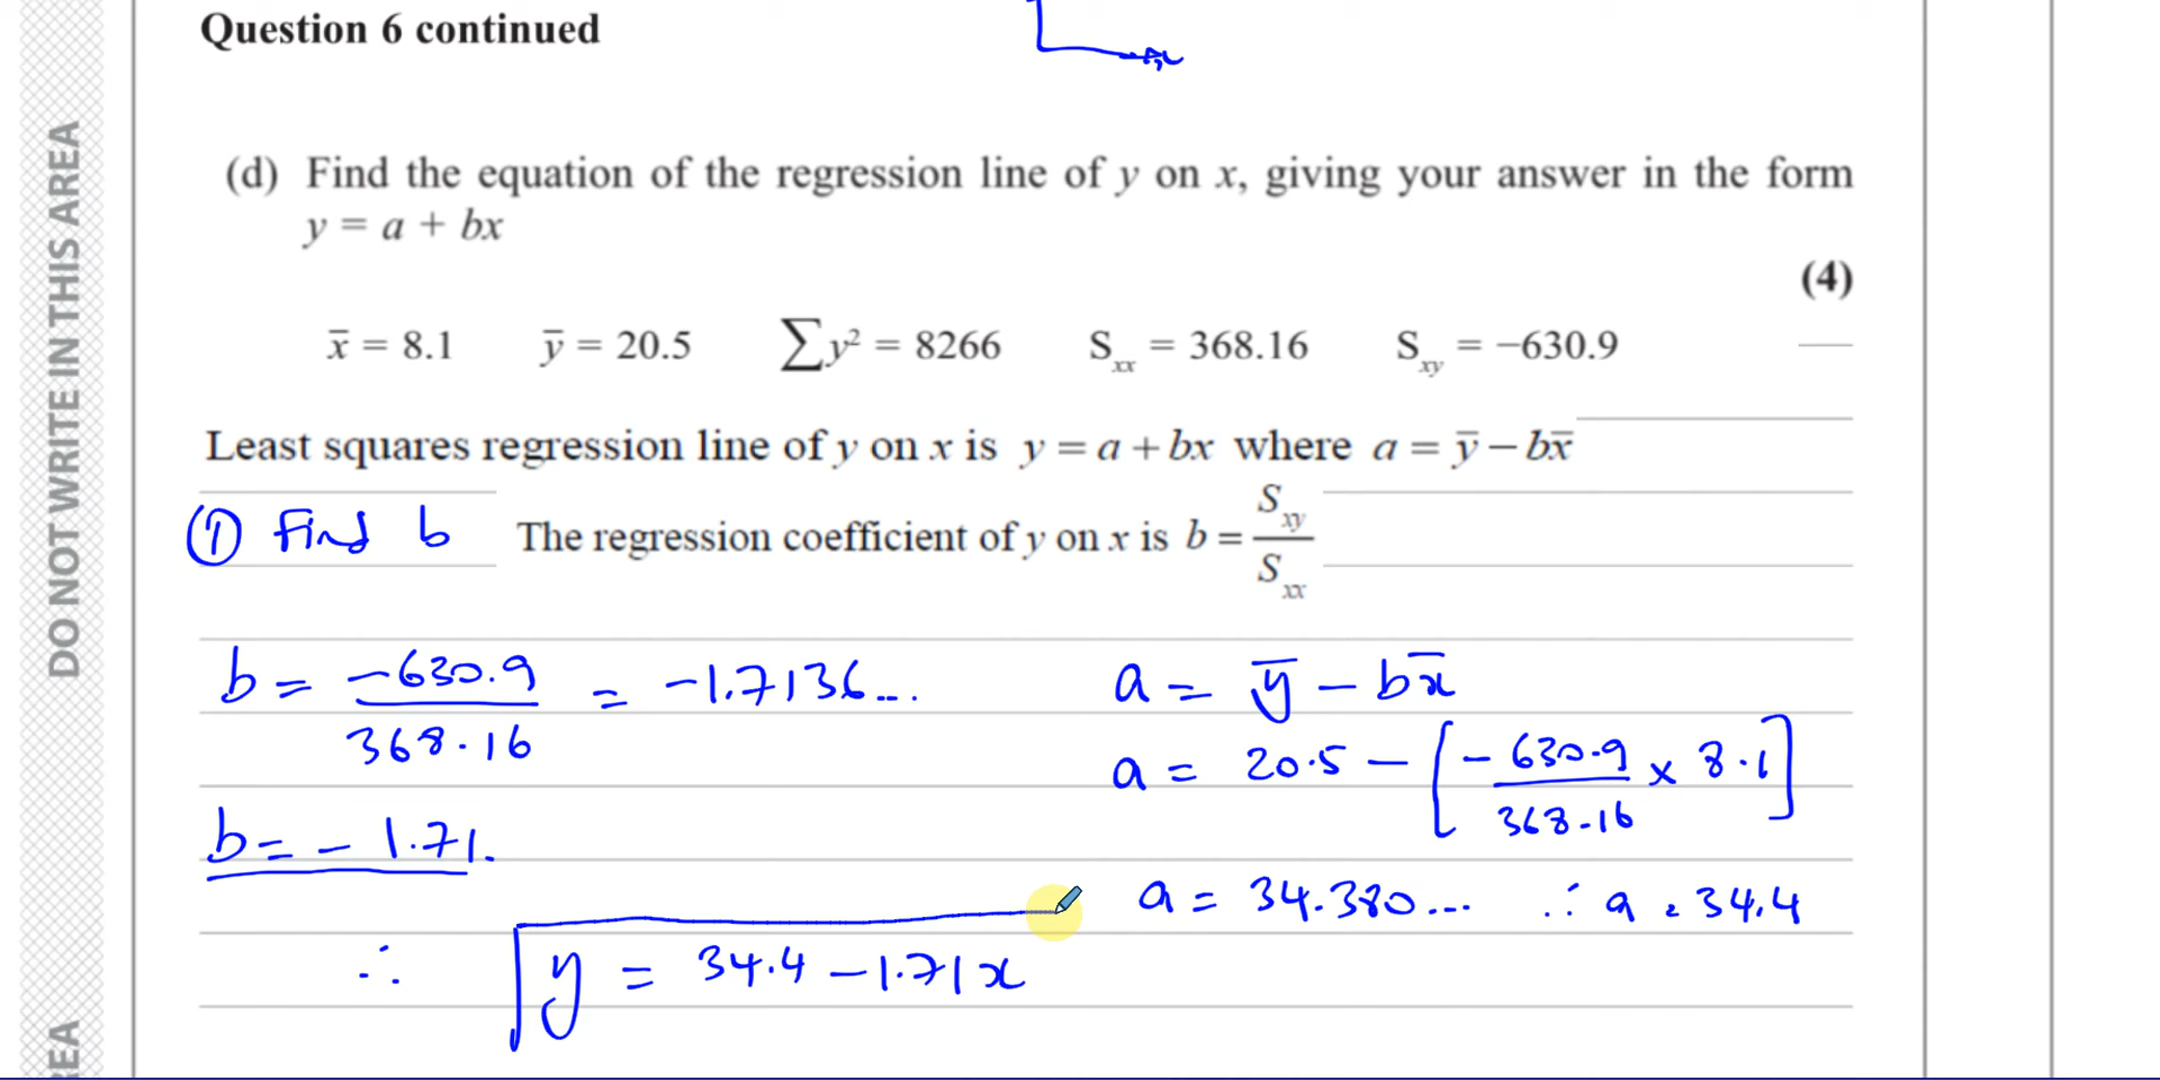 Question 6 continued
x
(d) Find the equation of the regression line of y on x, giving your answer in the form
y = a + bx
(4)
x̄ = 8.1 ȳ = 20.5 ∑y² = 8266 Sxx = 368.16 Sxy = −630.9
Least squares regression line of y on x is y = a + bx where a = ȳ − bx̄
① Find b The regression coefficient of y on x is b = Sxy / Sxx
b = −630.9 / 368.16 = −1.7136...
a = ȳ − bx̄
a = 20.5 − [−630.9 / 368.16 × 8.1]
b = − 1.71.
a = 34.380... ∴ a = 34.4
∴ y = 34.4 − 1.71x
DO NOT WRITE IN THIS AREA
EA